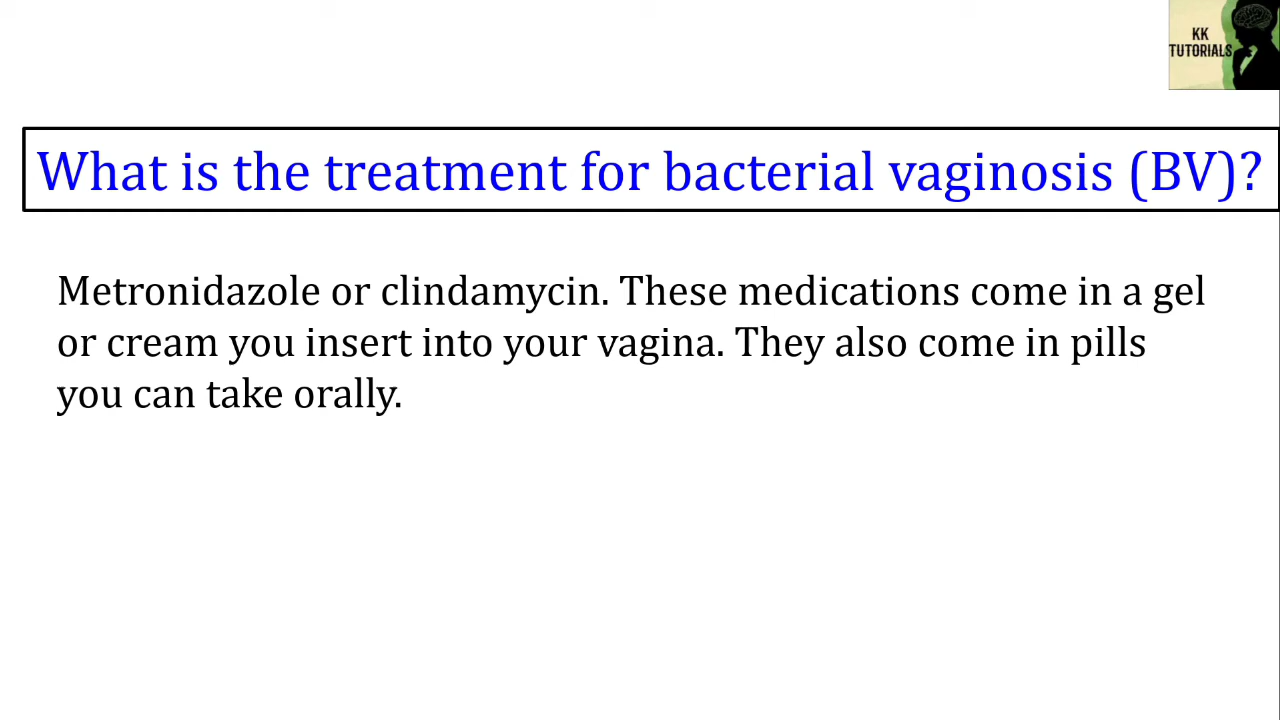 KK
TUTORIALS
What is the treatment for bacterial vaginosis (BV)?
Metronidazole or clindamycin. These medications come in a gel
or cream you insert into your vagina. They also come in pills
you can take orally.